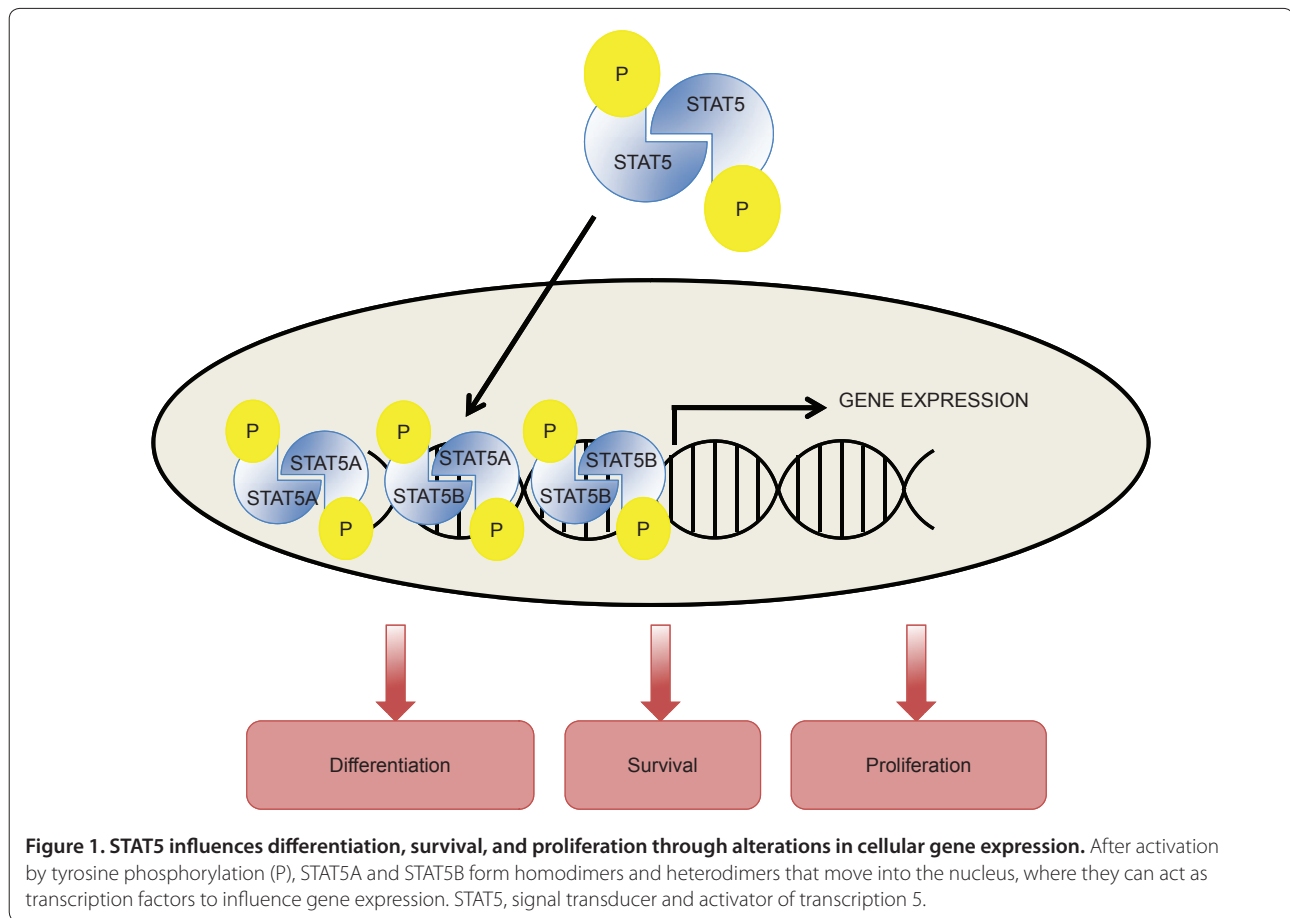 P
STAT5
STAT5
P
GENE EXPRESSION
P
STAT5A
STAT5A
P
P
STAT5A
STAT5B
P
P
STAT5B
STAT5B
P
Differentiation
Survival
Proliferation
Figure 1. STAT5 influences differentiation, survival, and proliferation through alterations in cellular gene expression. After activation
by tyrosine phosphorylation (P), STAT5A and STAT5B form homodimers and heterodimers that move into the nucleus, where they can act as
transcription factors to influence gene expression. STAT5, signal transducer and activator of transcription 5.